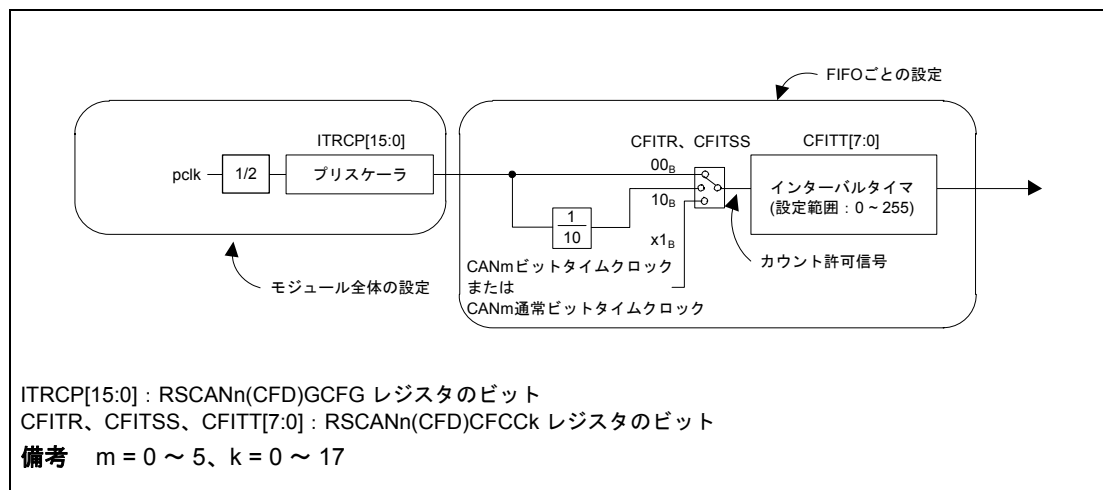 FIFOごとの設定
ITRCP[15:0]
CFITR、CFITSS
CFITT[7:0]
pclk
1/2
プリスケーラ
00B
10B
x1B
1
10
インターバルタイマ
(設定範囲：0 ~ 255)
カウント許可信号
CANmビットタイムクロック
または
CANm通常ビットタイムクロック
モジュール全体の設定
ITRCP[15:0]：RSCANn(CFD)GCFG レジスタのビット
CFITR、CFITSS、CFITT[7:0]：RSCANn(CFD)CFCCk レジスタのビット
備考 m = 0 ～ 5、k = 0 ～ 17